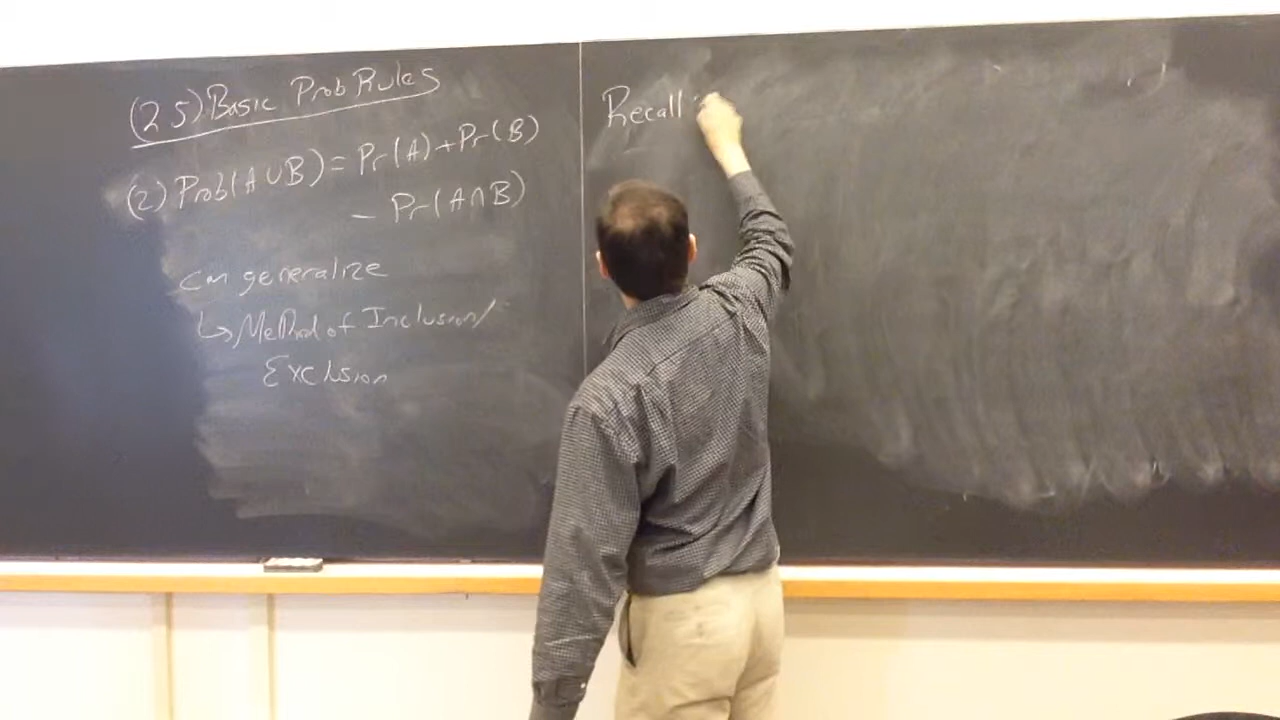 (2.5) Basic Prob Rules
(2) Prob(A∪B) = Pr(A) + Pr(B)
- Pr(A∩B)
can generalize
↳ Method of Inclusion/
Exclusion
Recall